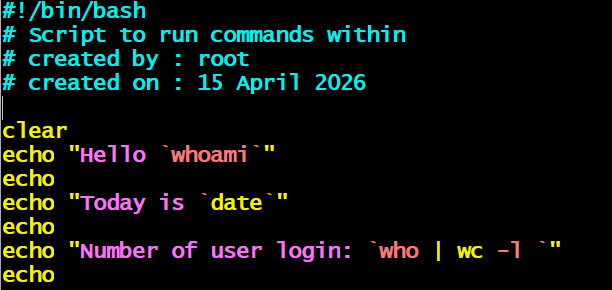 #!/bin/bash
# Script to run commands within
# created by : root
# created on : 15 April 2026
clear
echo "Hello `whoami`"
echo
echo "Today is `date`"
echo
echo "Number of user login: `who | wc -l `"
echo